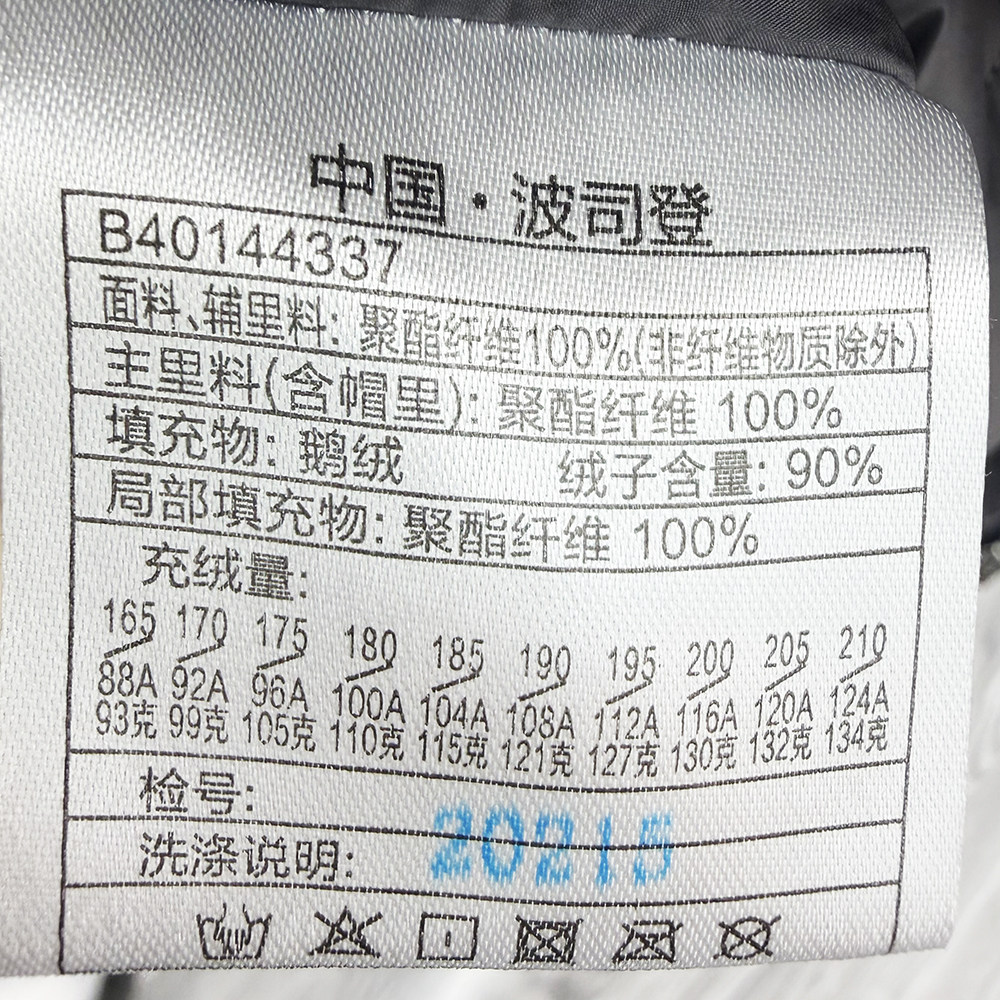 中国·波司登
B40144337
面料、辅里料: 聚酯纤维100%(非纤维物质除外)
主里料(含帽里): 聚酯纤维 100%
填充物: 鹅绒 绒子含量: 90%
局部填充物: 聚酯纤维 100%
充绒量:
165 170 175 180 185 190 195 200 205 210
88A 92A 96A 100A 104A 108A 112A 116A 120A 124A
93克 99克 105克 110克 115克 121克 127克 130克 132克 134克
检号:
20215
洗涤说明: